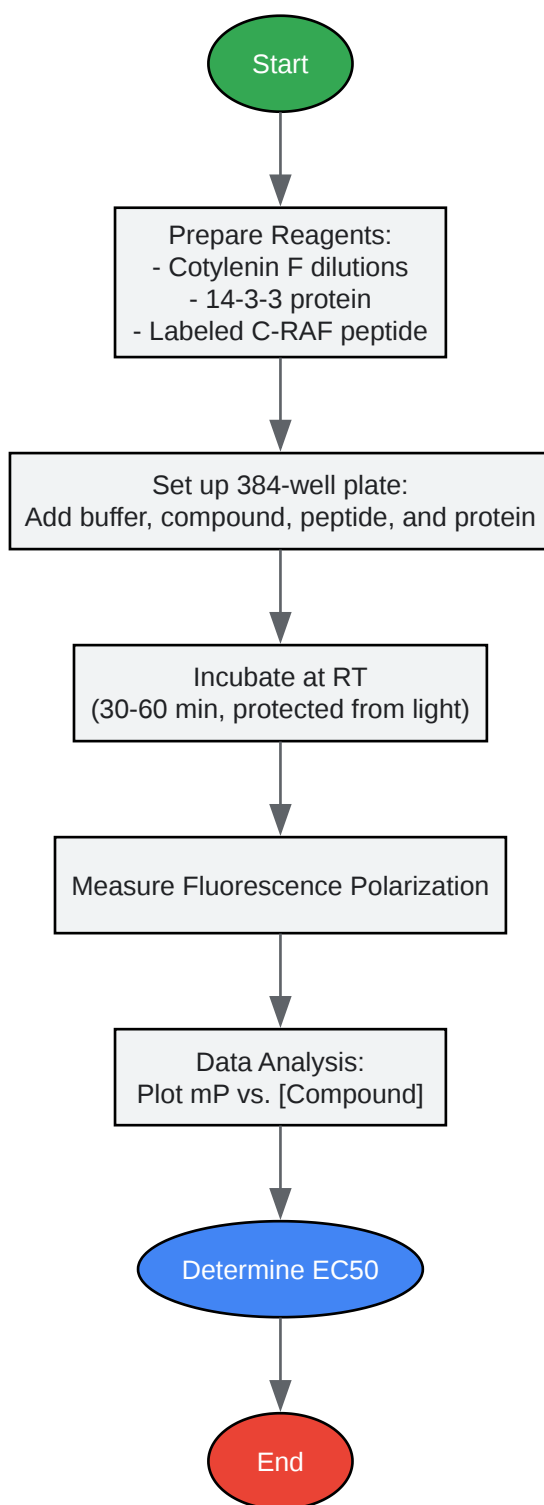 Start
Prepare Reagents:
- Cotylenin F dilutions
- 14-3-3 protein
- Labeled C-RAF peptide
Set up 384-well plate:
Add buffer, compound, peptide, and protein
Incubate at RT
(30-60 min, protected from light)
Measure Fluorescence Polarization
Data Analysis:
Plot mP vs. [Compound]
Determine EC50
End